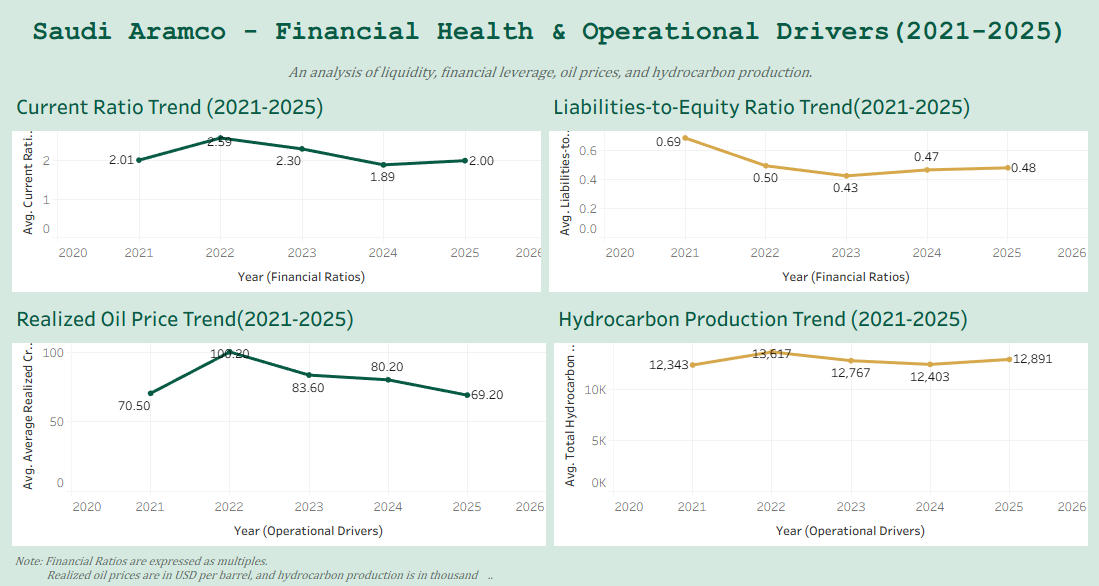 Saudi Aramco - Financial Health & Operational Drivers(2021-2025)
An analysis of liquidity, financial leverage, oil prices, and hydrocarbon production.
Current Ratio Trend (2021-2025)
Avg. Current Rati..
2
1
0
2.01
2.59
2.30
1.89
2.00
2020 2021 2022 2023 2024 2025 2026
Year (Financial Ratios)
Liabilities-to-Equity Ratio Trend(2021-2025)
Avg. Liabilities-to..
0.6
0.4
0.2
0.0
0.69
0.50
0.43
0.47
0.48
2020 2021 2022 2023 2024 2025 2026
Year (Financial Ratios)
Realized Oil Price Trend(2021-2025)
Avg. Average Realized Cr..
100
50
0
70.50
100.30
83.60
80.20
69.20
2020 2021 2022 2023 2024 2025 2026
Year (Operational Drivers)
Hydrocarbon Production Trend (2021-2025)
Avg. Total Hydrocarbon ..
10K
5K
0K
12,343
13,617
12,767
12,403
12,891
2020 2021 2022 2023 2024 2025 2026
Year (Operational Drivers)
Note: Financial Ratios are expressed as multiples.
Realized oil prices are in USD per barrel, and hydrocarbon production is in thousand ..